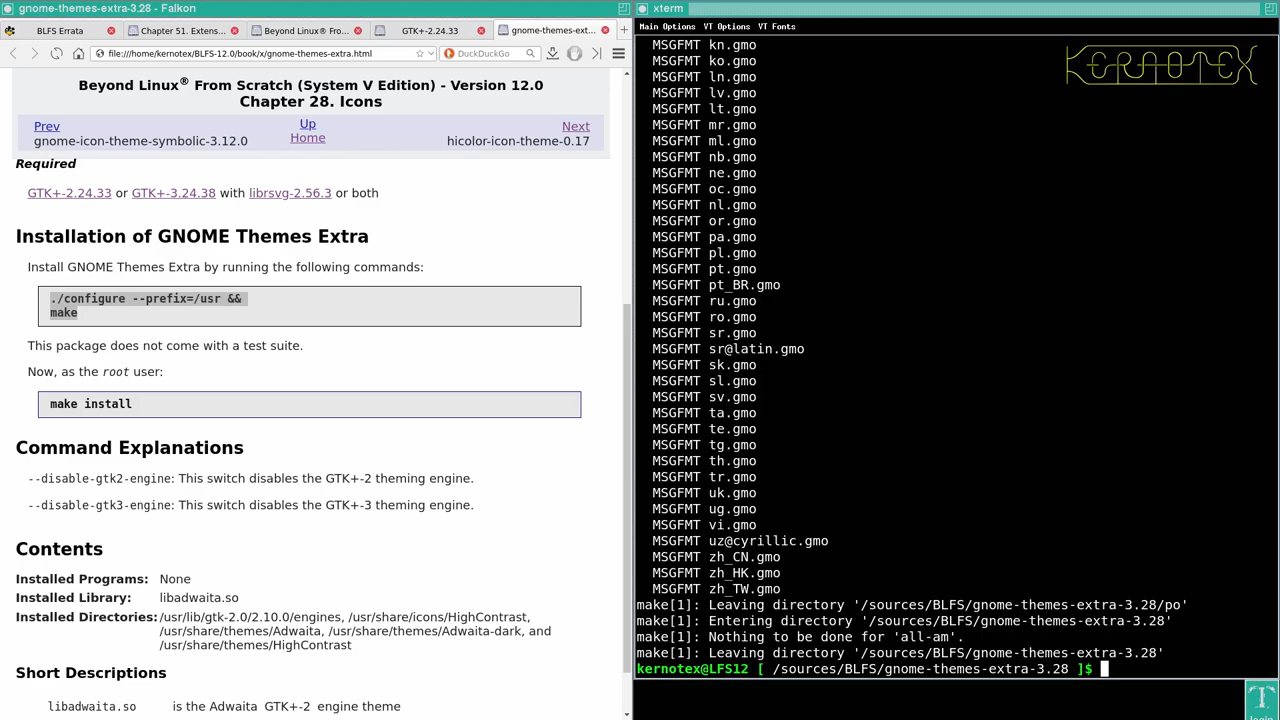 gnome-themes-extra-3.28 - Falkon
BLFS Errata
Chapter 51. Extens...
Beyond Linux® Fro...
GTK+-2.24.33
gnome-themes-ext...
file:///home/kernotex/BLFS-12.0/book/x/gnome-themes-extra.html
DuckDuckGo
Beyond Linux® From Scratch (System V Edition) - Version 12.0
Chapter 28. Icons
Prev
Up
Next
gnome-icon-theme-symbolic-3.12.0
Home
hicolor-icon-theme-0.17
Required
GTK+-2.24.33 or GTK+-3.24.38 with librsvg-2.56.3 or both
Installation of GNOME Themes Extra
Install GNOME Themes Extra by running the following commands:
./configure --prefix=/usr &&
make
This package does not come with a test suite.
Now, as the root user:
make install
Command Explanations
--disable-gtk2-engine: This switch disables the GTK+-2 theming engine.
--disable-gtk3-engine: This switch disables the GTK+-3 theming engine.
Contents
Installed Programs: None
Installed Library: libadwaita.so
Installed Directories: /usr/lib/gtk-2.0/2.10.0/engines, /usr/share/icons/HighContrast,
/usr/share/themes/Adwaita, /usr/share/themes/Adwaita-dark, and
/usr/share/themes/HighContrast
Short Descriptions
libadwaita.so is the Adwaita GTK+-2 engine theme
xterm
Main Options VT Options VT Fonts
KERNOTEX
MSGFMT kn.gmo
MSGFMT ko.gmo
MSGFMT ln.gmo
MSGFMT lv.gmo
MSGFMT lt.gmo
MSGFMT mr.gmo
MSGFMT ml.gmo
MSGFMT nb.gmo
MSGFMT ne.gmo
MSGFMT oc.gmo
MSGFMT nl.gmo
MSGFMT or.gmo
MSGFMT pa.gmo
MSGFMT pl.gmo
MSGFMT pt.gmo
MSGFMT pt_BR.gmo
MSGFMT ru.gmo
MSGFMT ro.gmo
MSGFMT sr.gmo
MSGFMT sr@latin.gmo
MSGFMT sk.gmo
MSGFMT sl.gmo
MSGFMT sv.gmo
MSGFMT ta.gmo
MSGFMT te.gmo
MSGFMT tg.gmo
MSGFMT th.gmo
MSGFMT tr.gmo
MSGFMT uk.gmo
MSGFMT ug.gmo
MSGFMT vi.gmo
MSGFMT uz@cyrillic.gmo
MSGFMT zh_CN.gmo
MSGFMT zh_HK.gmo
MSGFMT zh_TW.gmo
make[1]: Leaving directory '/sources/BLFS/gnome-themes-extra-3.28/po'
make[1]: Entering directory '/sources/BLFS/gnome-themes-extra-3.28'
make[1]: Nothing to be done for 'all-am'.
make[1]: Leaving directory '/sources/BLFS/gnome-themes-extra-3.28'
kernotex@LFS12 [ /sources/BLFS/gnome-themes-extra-3.28 ]$
login